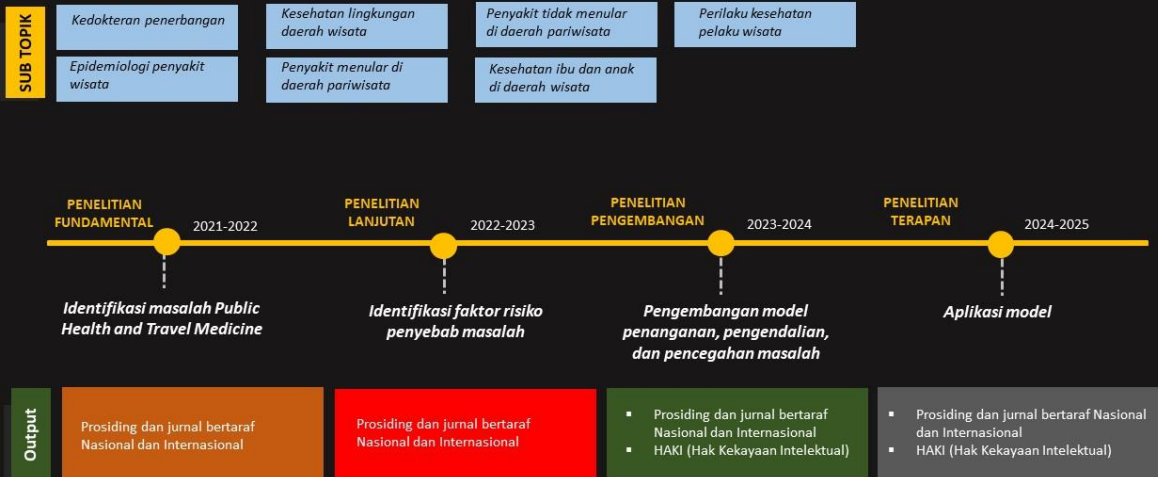 SUB TOPIK
Kedokteran penerbangan
Kesehatan lingkungan
daerah wisata
Penyakit tidak menular
di daerah pariwisata
Perilaku kesehatan
pelaku wisata
Epidemiologi penyakit
wisata
Penyakit menular di
daerah pariwisata
Kesehatan ibu dan anak
di daerah wisata
PENELITIAN
FUNDAMENTAL
2021-2022
PENELITIAN
LANJUTAN
2022-2023
PENELITIAN
PENGEMBANGAN
2023-2024
PENELITIAN
TERAPAN
2024-2025
Identifikasi masalah Public
Health and Travel Medicine
Identifikasi faktor risiko
penyebab masalah
Pengembangan model
penanganan, pengendalian,
dan pencegahan masalah
Aplikasi model
Output
Prosiding dan jurnal bertaraf
Nasional dan Internasional
Prosiding dan jurnal bertaraf
Nasional dan Internasional
▪ Prosiding dan jurnal bertaraf
Nasional dan Internasional
▪ HAKI (Hak Kekayaan Intelektual)
▪ Prosiding dan jurnal bertaraf Nasional
dan Internasional
▪ HAKI (Hak Kekayaan Intelektual)